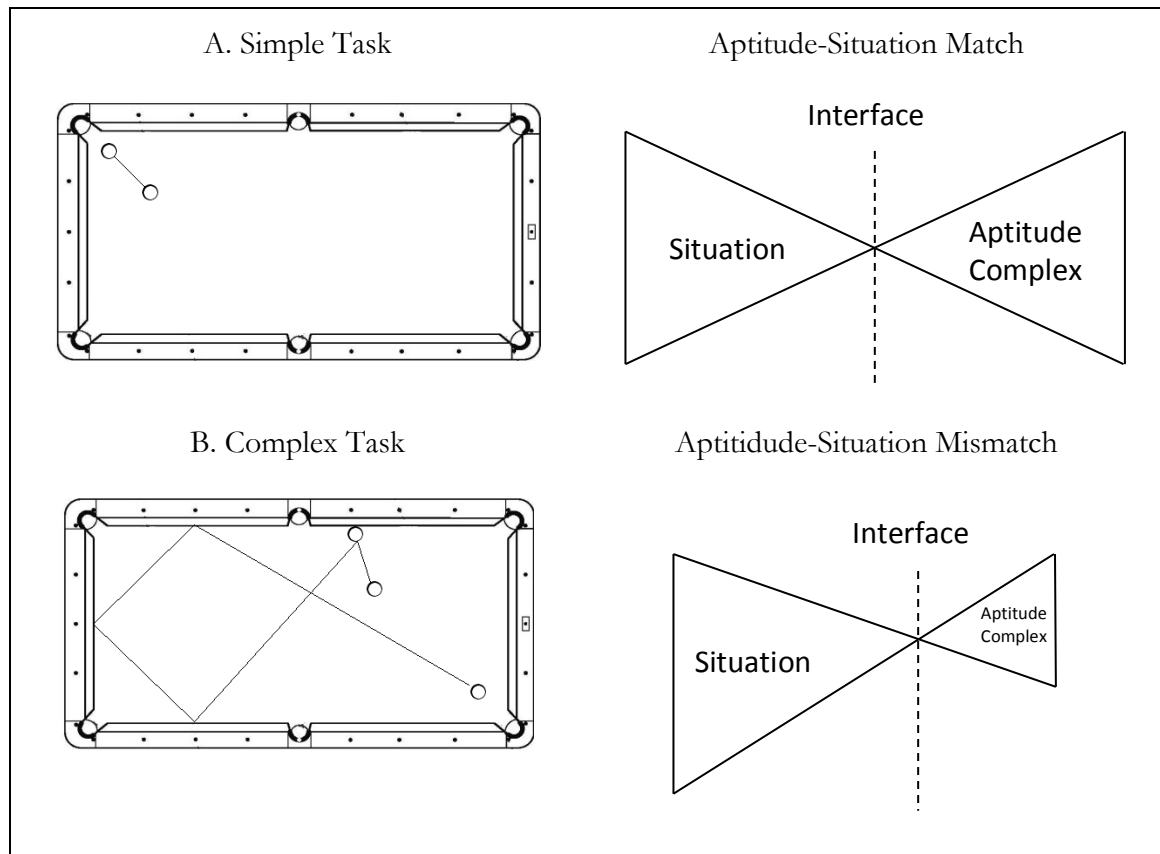 A. Simple Task
Aptitude-Situation Match
Interface
Situation
Aptitude
Complex
B. Complex Task
Aptitidude-Situation Mismatch
Interface
Situation
Aptitude
Complex